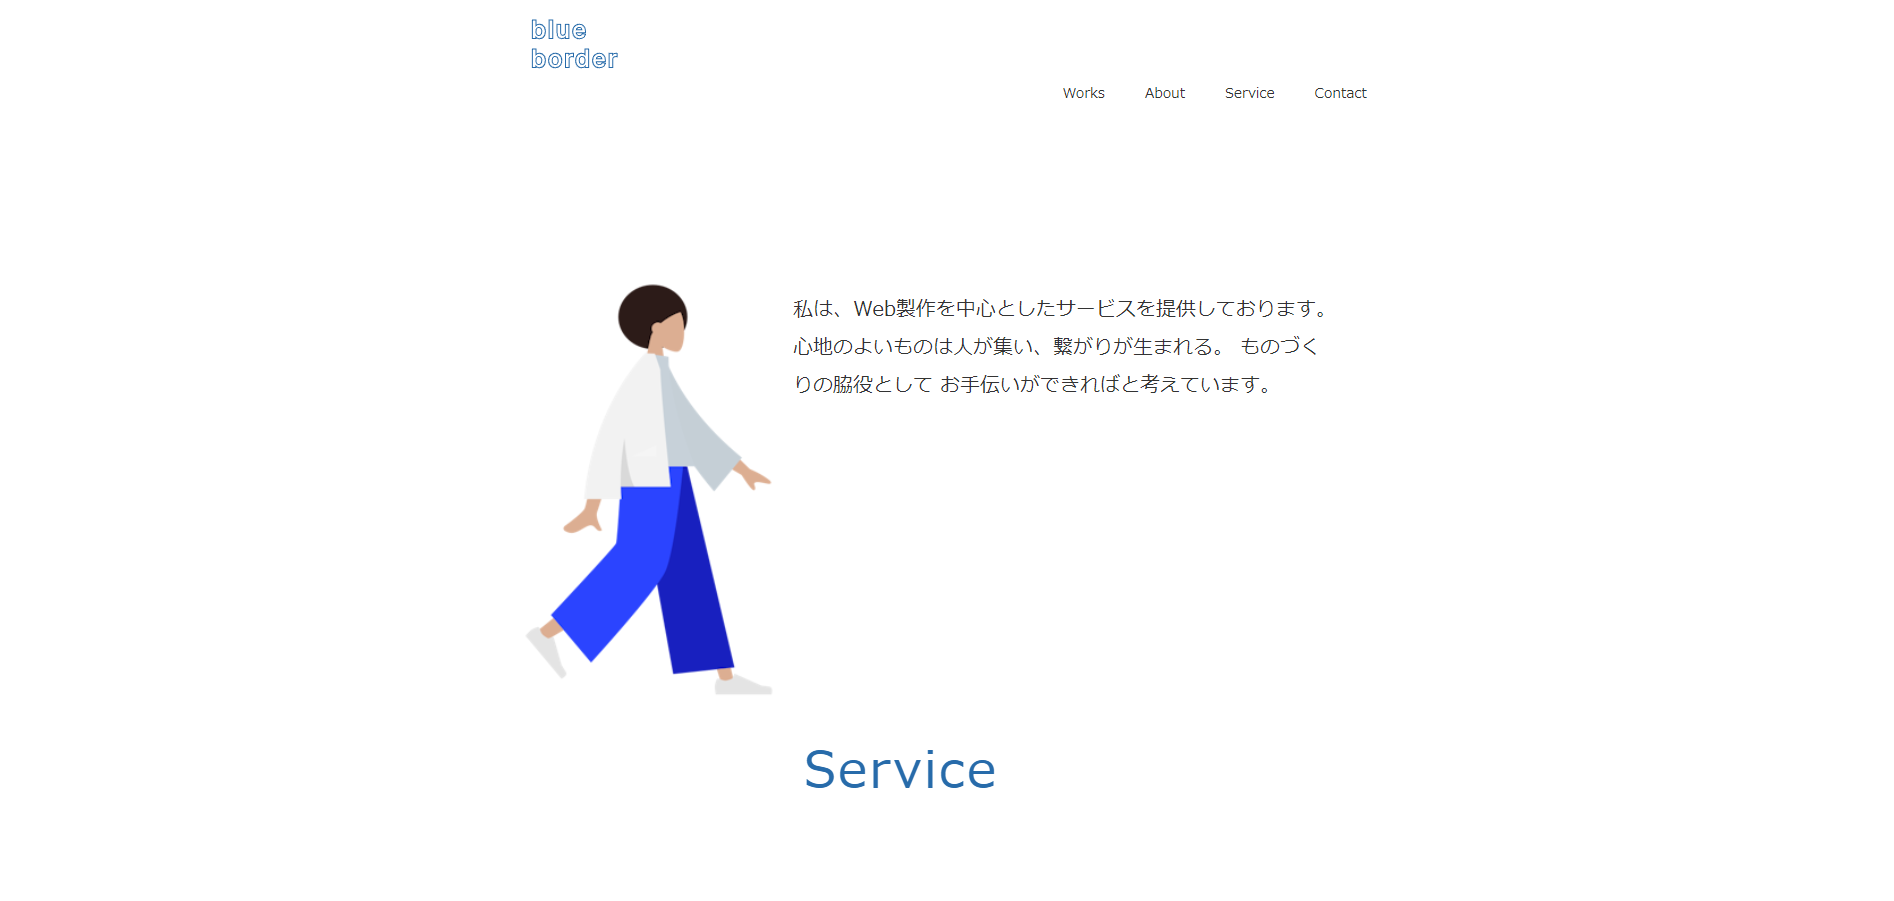 blue
border
Works About Service Contact
私は、Web製作を中心としたサービスを提供しております。
心地のよいものは人が集い、繋がりが生まれる。 ものづく
りの脇役として お手伝いができればと考えています。
Service